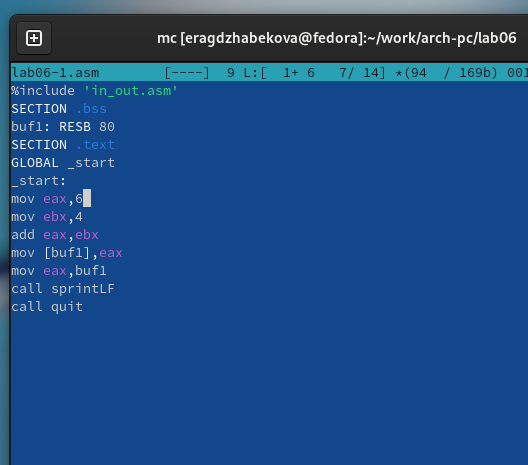 mc [eragdzhabekova@fedora]:~/work/arch-pc/lab06
lab06-1.asm        [----]  9 L:[  1+ 6   7/ 14] *(94  / 169b) 001
%include 'in_out.asm'
SECTION .bss
buf1: RESB 80
SECTION .text
GLOBAL _start
_start:
mov eax,6
mov ebx,4
add eax,ebx
mov [buf1],eax
mov eax,buf1
call sprintLF
call quit